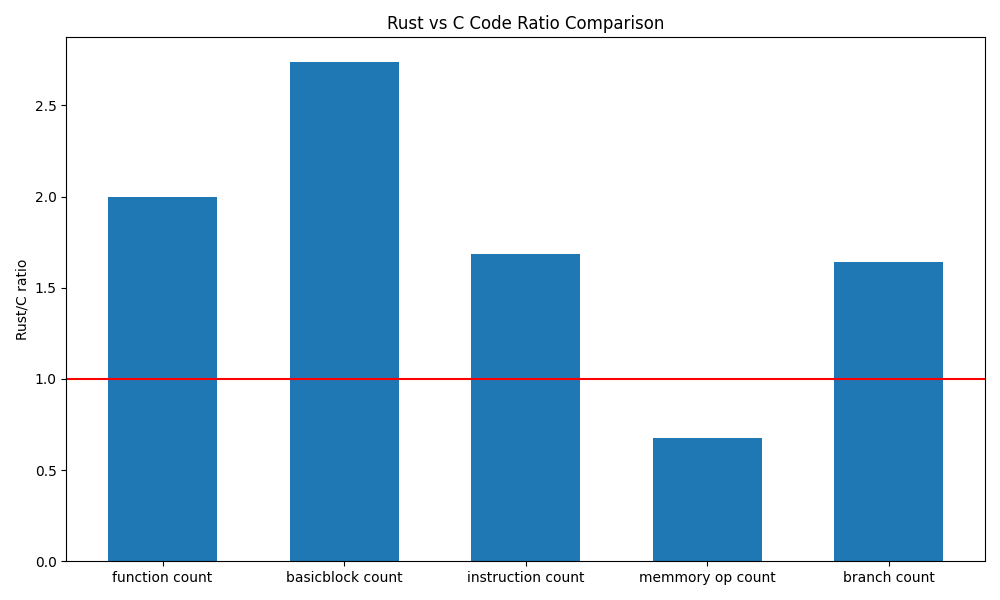 Rust vs C Code Ratio Comparison
Rust/C ratio
2.5
2.0
1.5
1.0
0.5
0.0
function count
basicblock count
instruction count
memmory op count
branch count